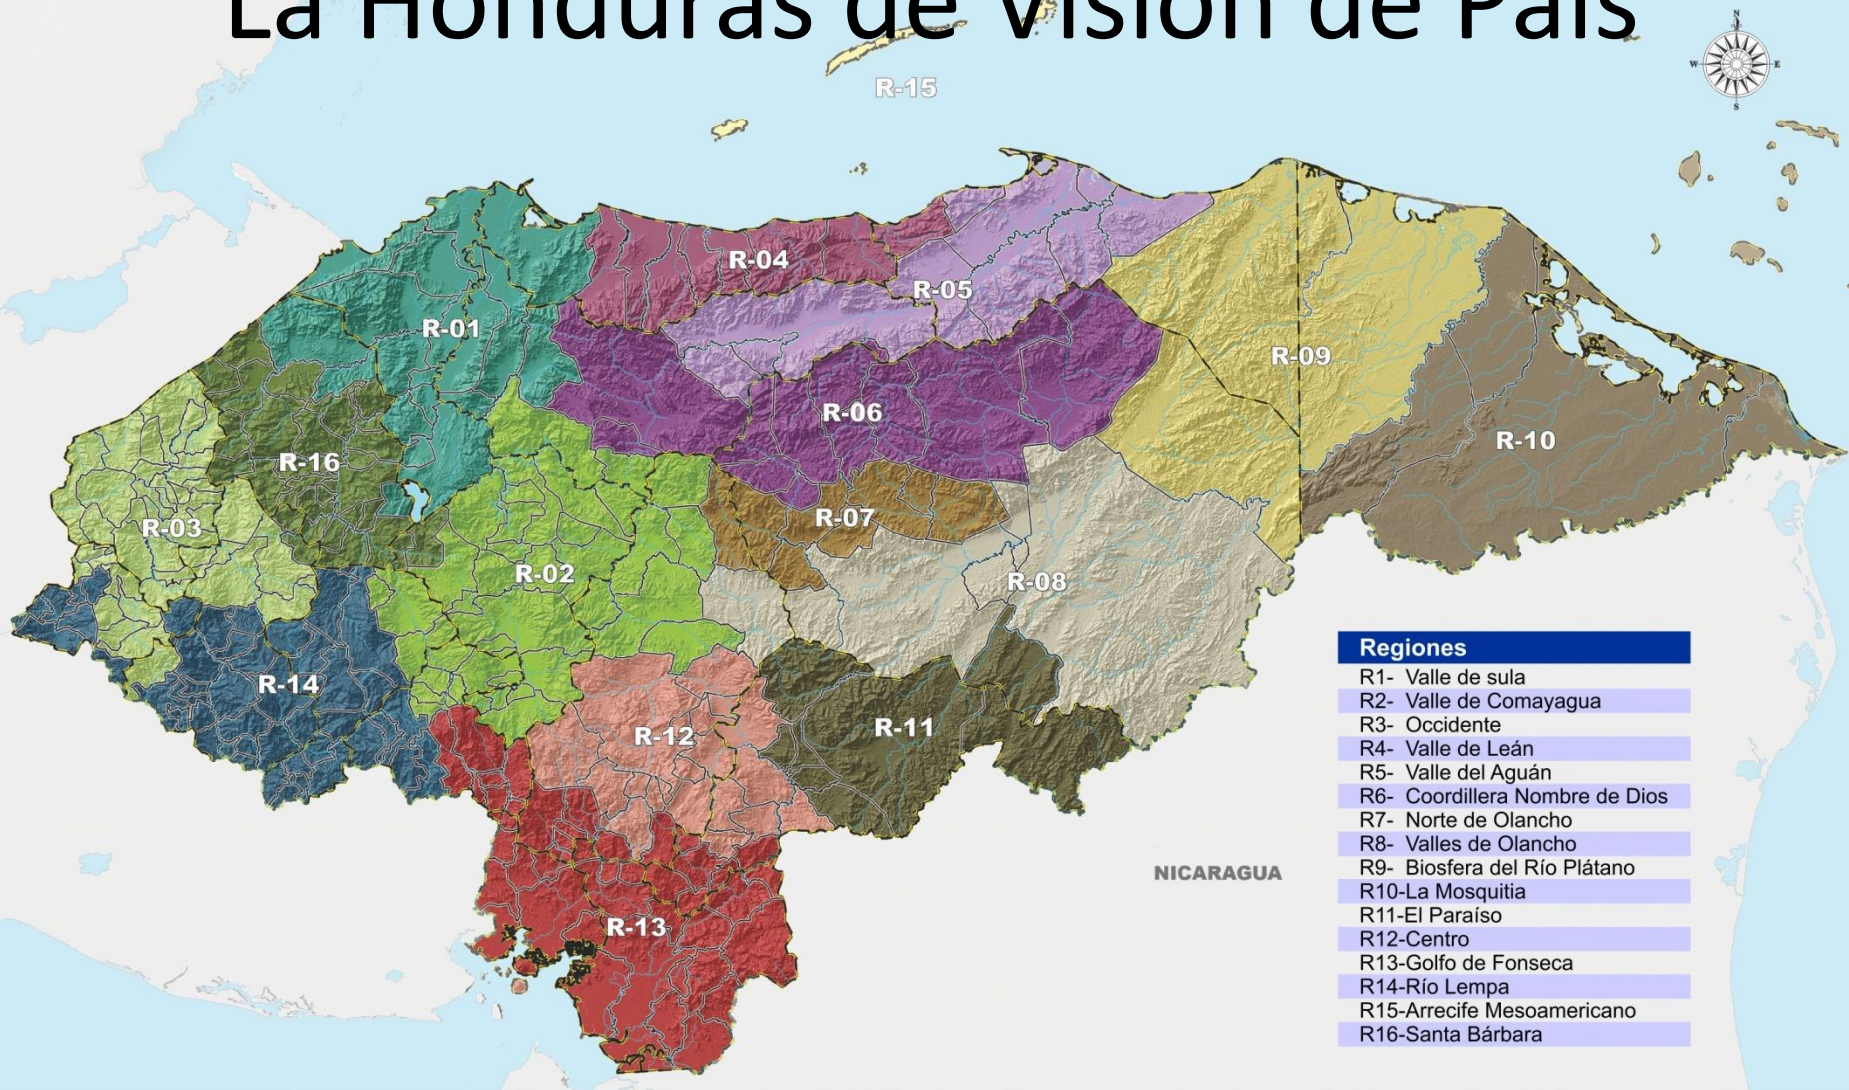 La Honduras de Visión de País
N
W E
S
R-15
R-04
R-05
R-01
R-09
R-06
R-10
R-16
R-07
R-03
R-02
R-08
R-14
R-11
R-12
R-13
NICARAGUA
Regiones
R1- Valle de sula
R2- Valle de Comayagua
R3- Occidente
R4- Valle de Leán
R5- Valle del Aguán
R6- Coordillera Nombre de Dios
R7- Norte de Olancho
R8- Valles de Olancho
R9- Biosfera del Río Plátano
R10-La Mosquitia
R11-El Paraíso
R12-Centro
R13-Golfo de Fonseca
R14-Río Lempa
R15-Arrecife Mesoamericano
R16-Santa Bárbara